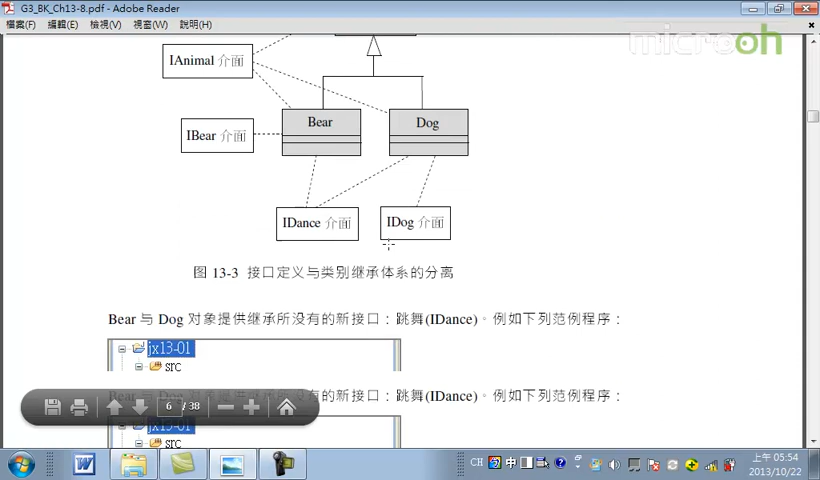 G3_BK_Ch13-8.pdf - Adobe Reader
檔案(F) 編輯(E) 檢視(V) 視窗(W) 說明(H)
microoh
IAnimal 介面
Bear
Dog
IBear 介面
IDance 介面
IDog 介面
图 13-3 接口定义与类别继承体系的分离
Bear 与 Dog 对象提供继承所没有的新接口：跳舞(IDance)。例如下列范例程序：
jx13-01
src
Bear 与 Dog 对象提供继承所没有的新接口：跳舞(IDance)。例如下列范例程序：
6 / 38
jx13-01
src
CH 中
上午 05:54
2013/10/22